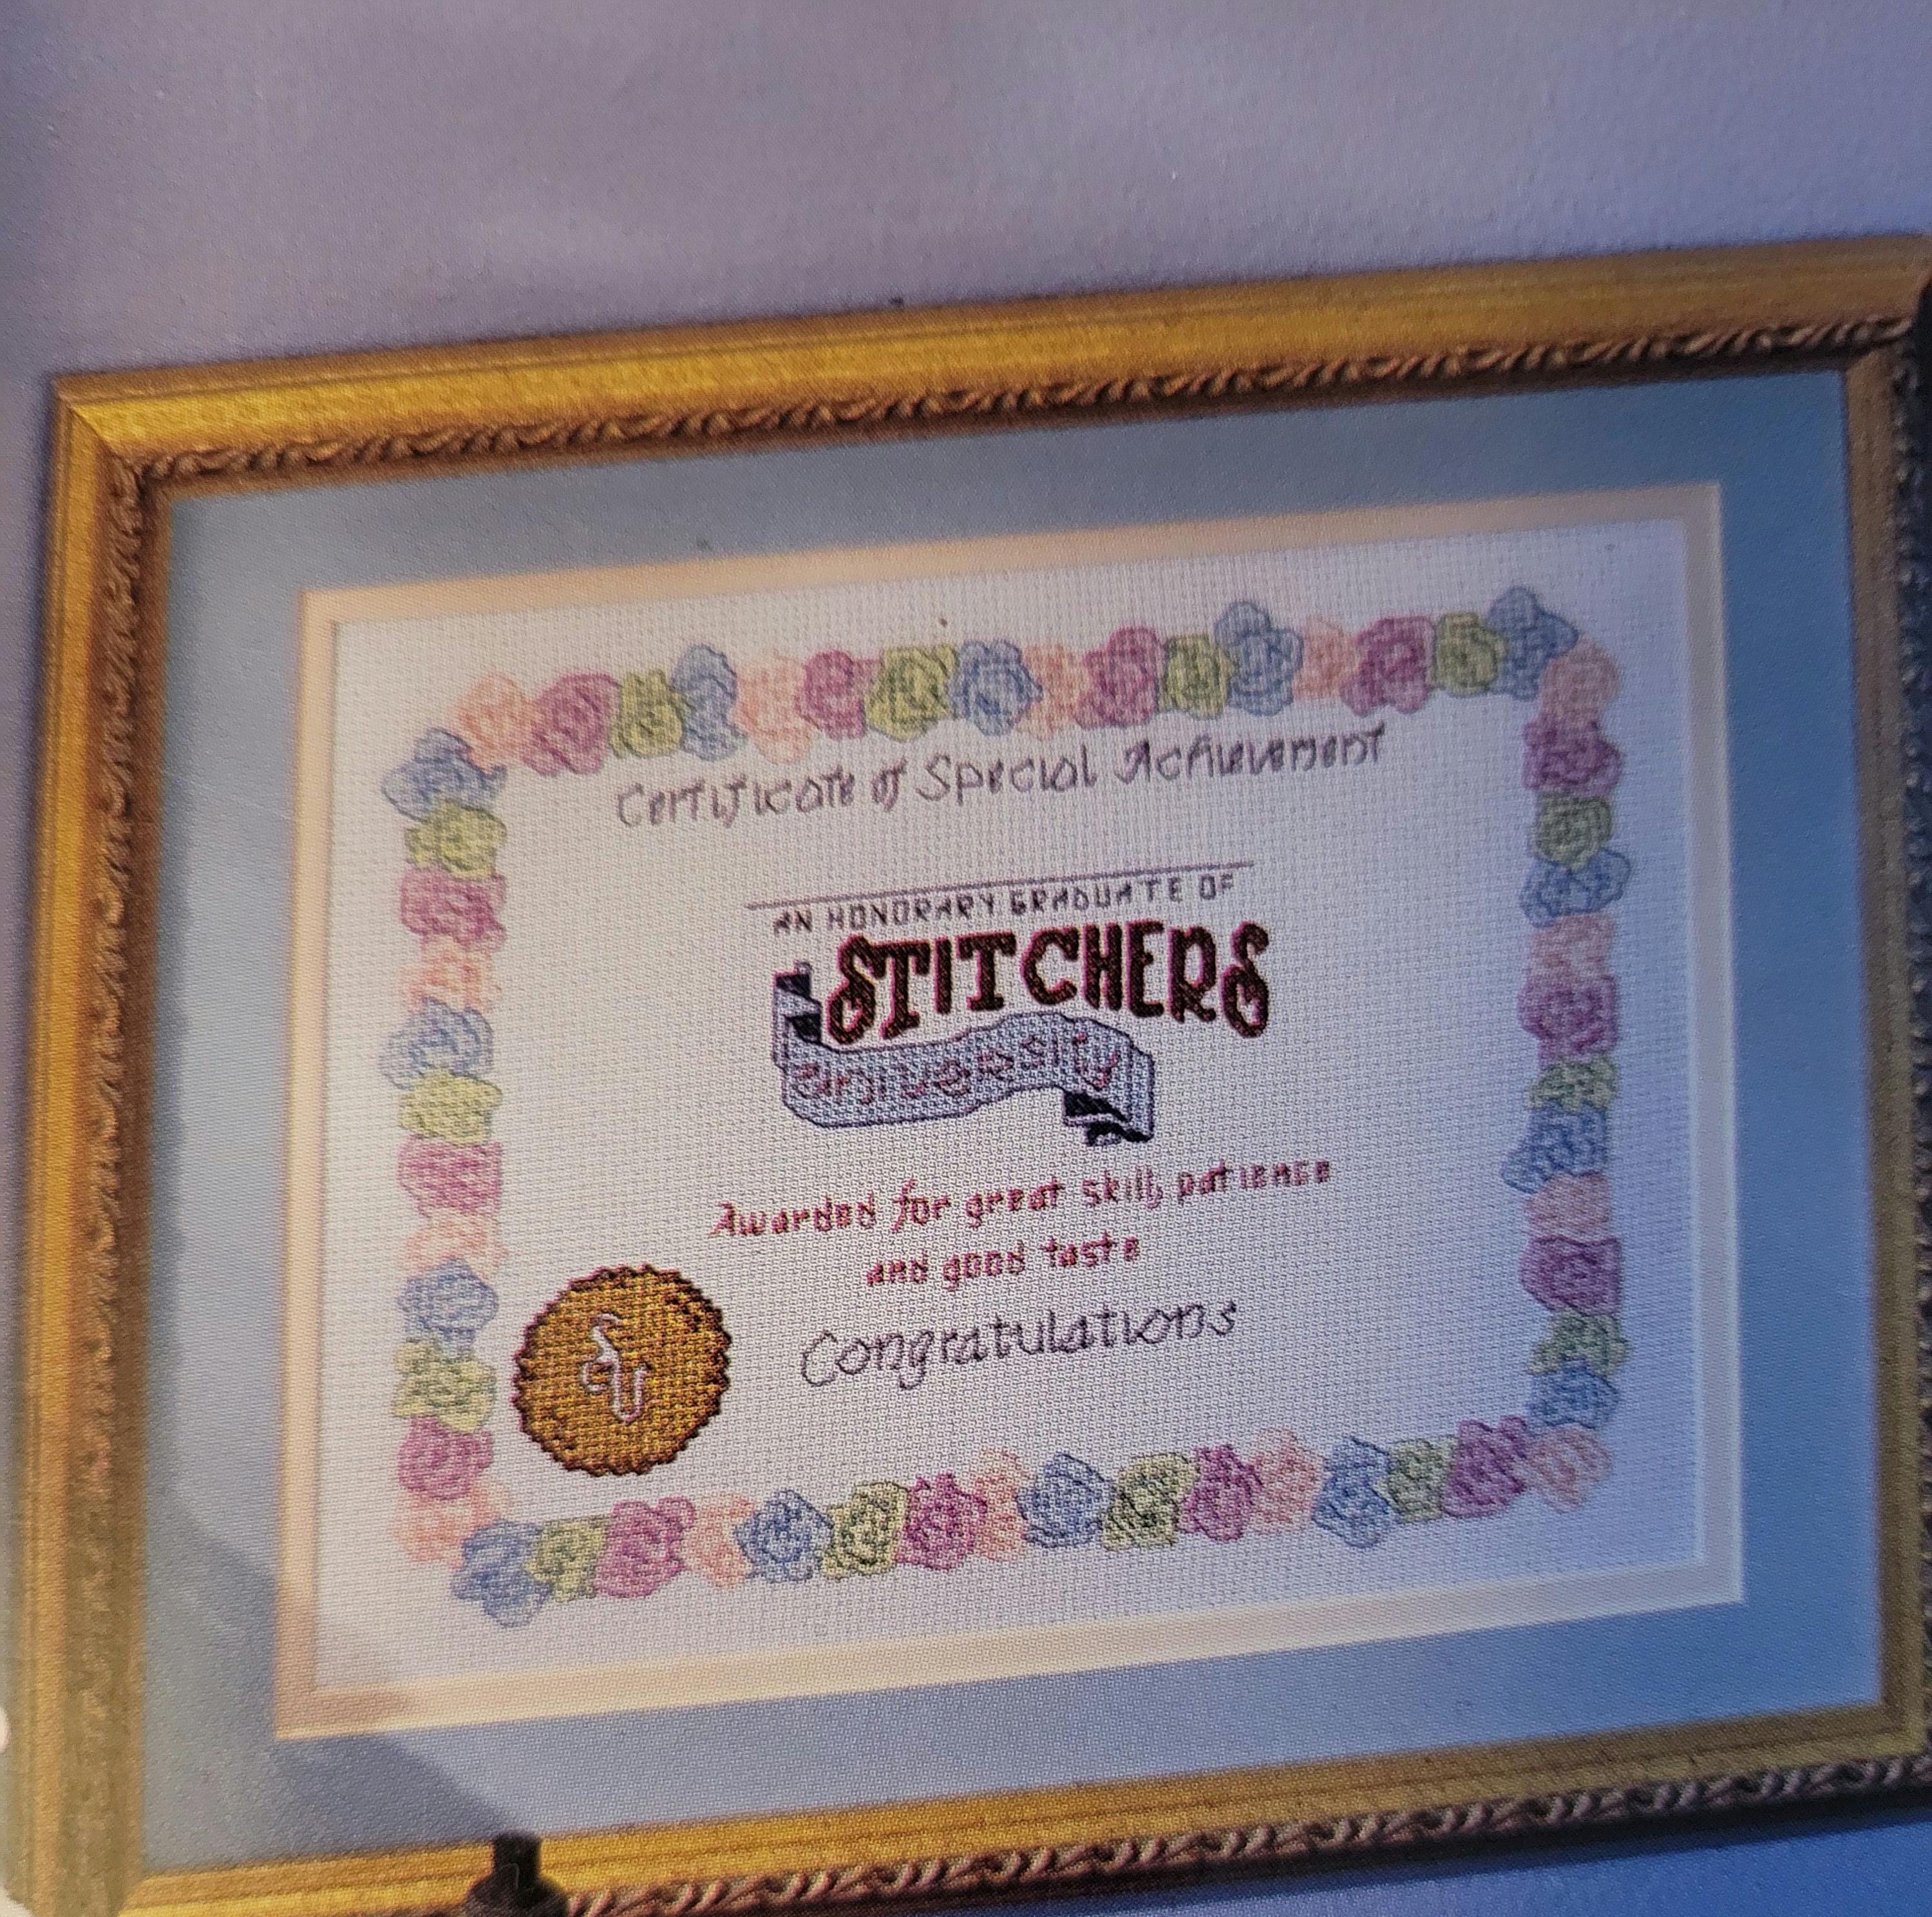 Certificate of Special Achievement
AN HONORARY GRADUATE OF
STITCHERS
University
Awarded for great skill, patience
and good taste
SU
Congratulations